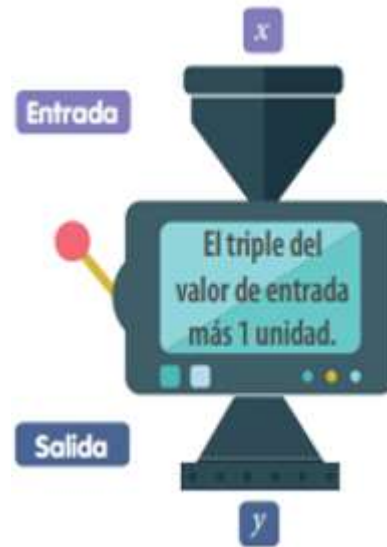 x
Entrada
El triple del
valor de entrada
más 1 unidad.
Salida
y